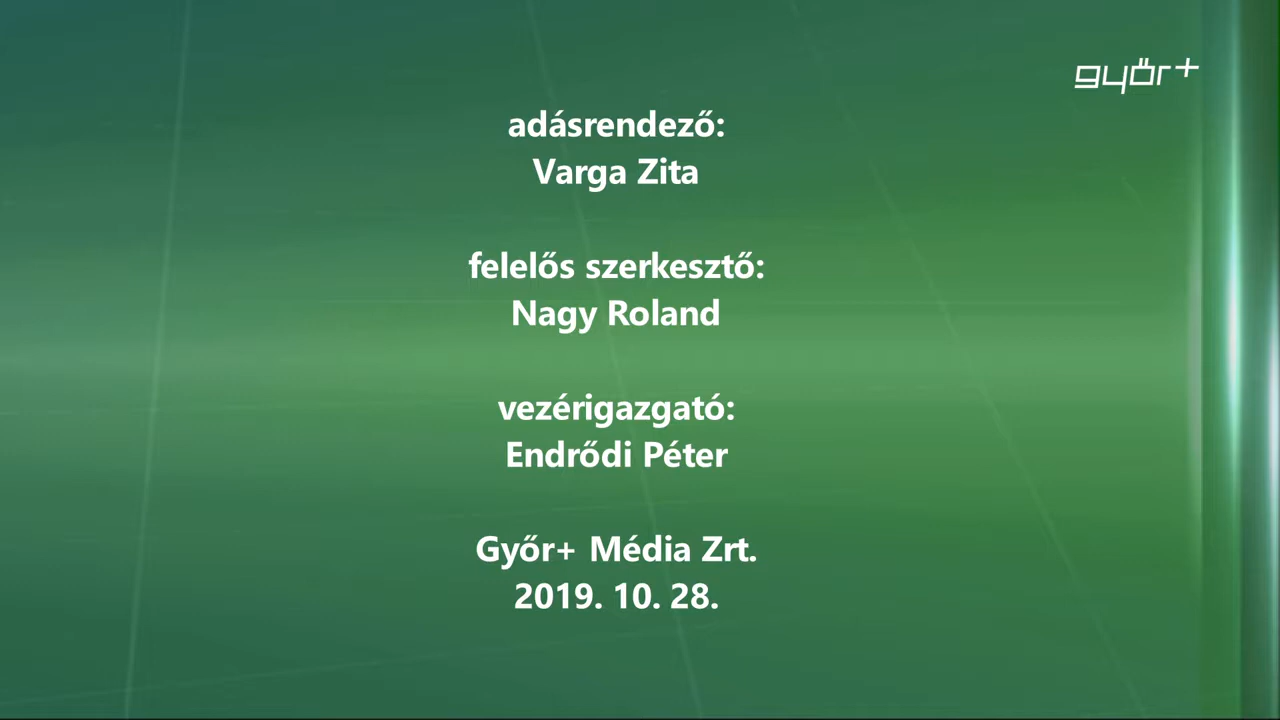 győr+
adásrendező:
Varga Zita
felelős szerkesztő:
Nagy Roland
vezérigazgató:
Endrődi Péter
Győr+ Média Zrt.
2019. 10. 28.